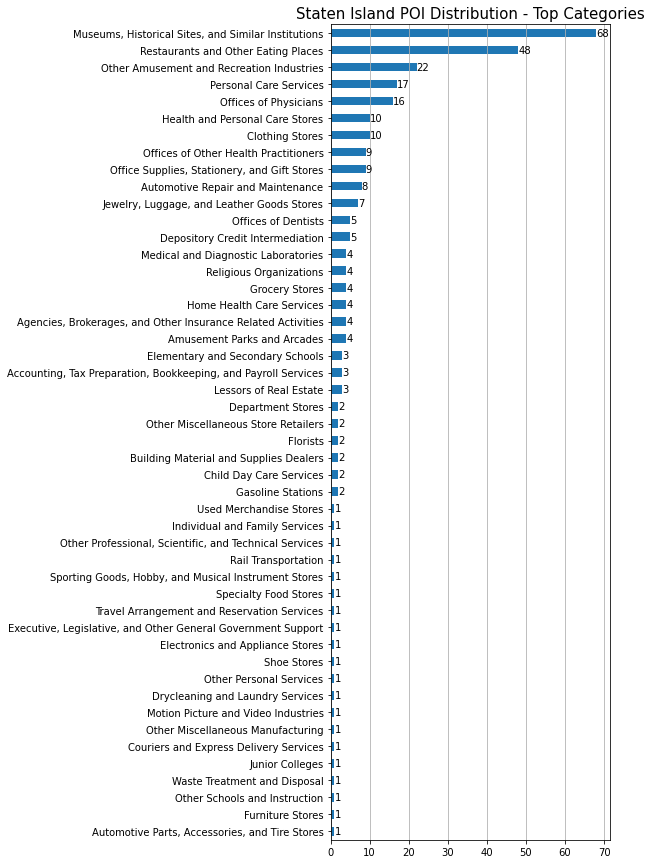 Staten Island POI Distribution - Top Categories
Museums, Historical Sites, and Similar Institutions 68
Restaurants and Other Eating Places 48
Other Amusement and Recreation Industries 22
Personal Care Services 17
Offices of Physicians 16
Health and Personal Care Stores 10
Clothing Stores 10
Offices of Other Health Practitioners 9
Office Supplies, Stationery, and Gift Stores 9
Automotive Repair and Maintenance 8
Jewelry, Luggage, and Leather Goods Stores 7
Offices of Dentists 5
Depository Credit Intermediation 5
Medical and Diagnostic Laboratories 4
Religious Organizations 4
Grocery Stores 4
Home Health Care Services 4
Agencies, Brokerages, and Other Insurance Related Activities 4
Amusement Parks and Arcades 4
Elementary and Secondary Schools 3
Accounting, Tax Preparation, Bookkeeping, and Payroll Services 3
Lessors of Real Estate 3
Department Stores 2
Other Miscellaneous Store Retailers 2
Florists 2
Building Material and Supplies Dealers 2
Child Day Care Services 2
Gasoline Stations 2
Used Merchandise Stores 1
Individual and Family Services 1
Other Professional, Scientific, and Technical Services 1
Rail Transportation 1
Sporting Goods, Hobby, and Musical Instrument Stores 1
Specialty Food Stores 1
Travel Arrangement and Reservation Services 1
Executive, Legislative, and Other General Government Support 1
Electronics and Appliance Stores 1
Shoe Stores 1
Other Personal Services 1
Drycleaning and Laundry Services 1
Motion Picture and Video Industries 1
Other Miscellaneous Manufacturing 1
Couriers and Express Delivery Services 1
Junior Colleges 1
Waste Treatment and Disposal 1
Other Schools and Instruction 1
Furniture Stores 1
Automotive Parts, Accessories, and Tire Stores 1
0 10 20 30 40 50 60 70